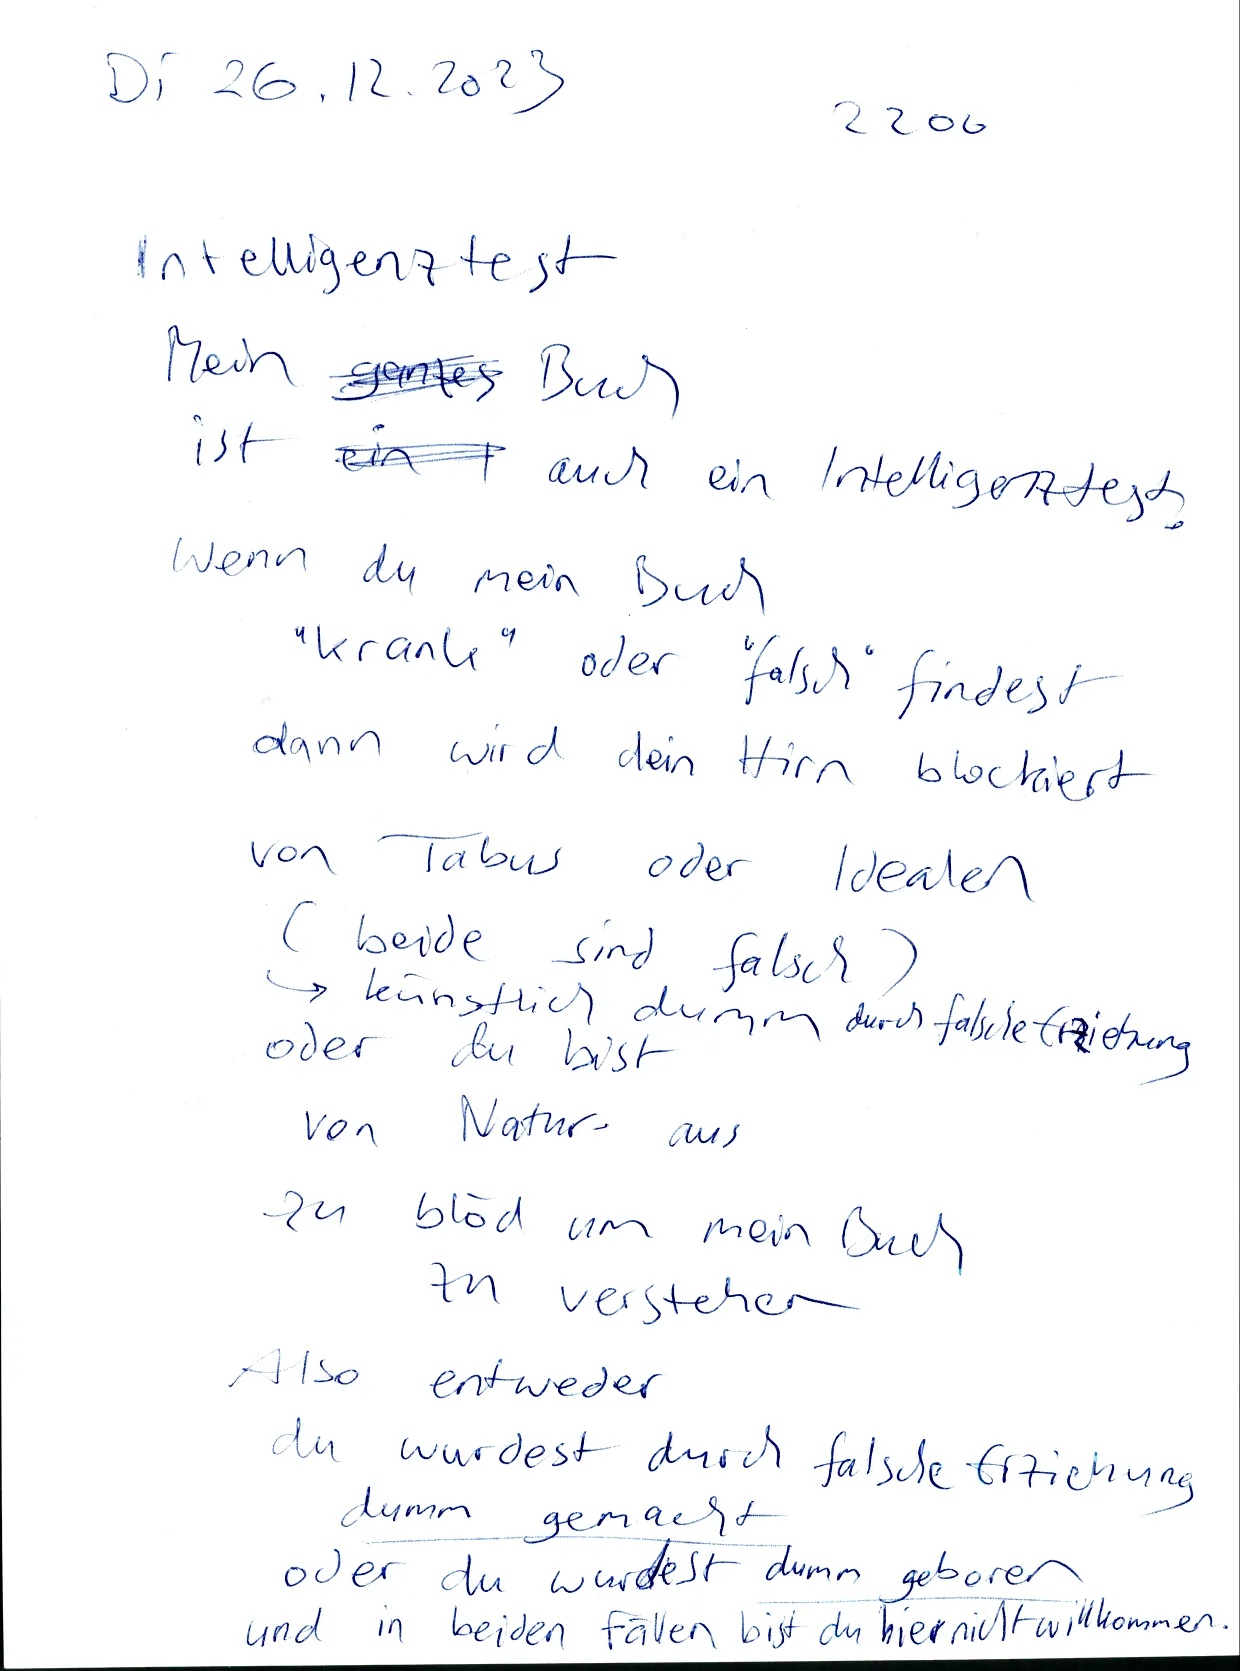 Di 26.12.2023
2200
Intelligenztest
Mein ganzes Buch
ist ein auch ein Intelligenztest.
Wenn du mein Buch
"krank" oder "falsch" findest
dann wird dein Hirn blockiert
von Tabus oder Idealen
(beide sind falsch)
→ künstlich dumm durch falsche Erziehung
oder du bist
von Natur aus
zu blöd um mein Buch
zu verstehen
Also entweder
du wurdest durch falsche Erziehung
dumm gemacht
oder du wurdest dumm geboren
und in beiden Fällen bist du hier nicht willkommen.